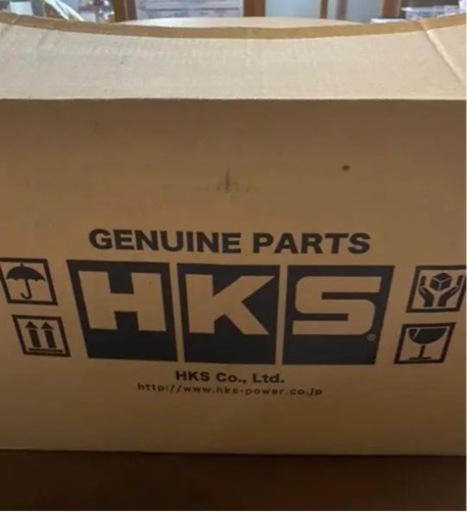 GENUINE PARTS
HKS®
HKS Co., Ltd.
http://www.hks-power.co.jp